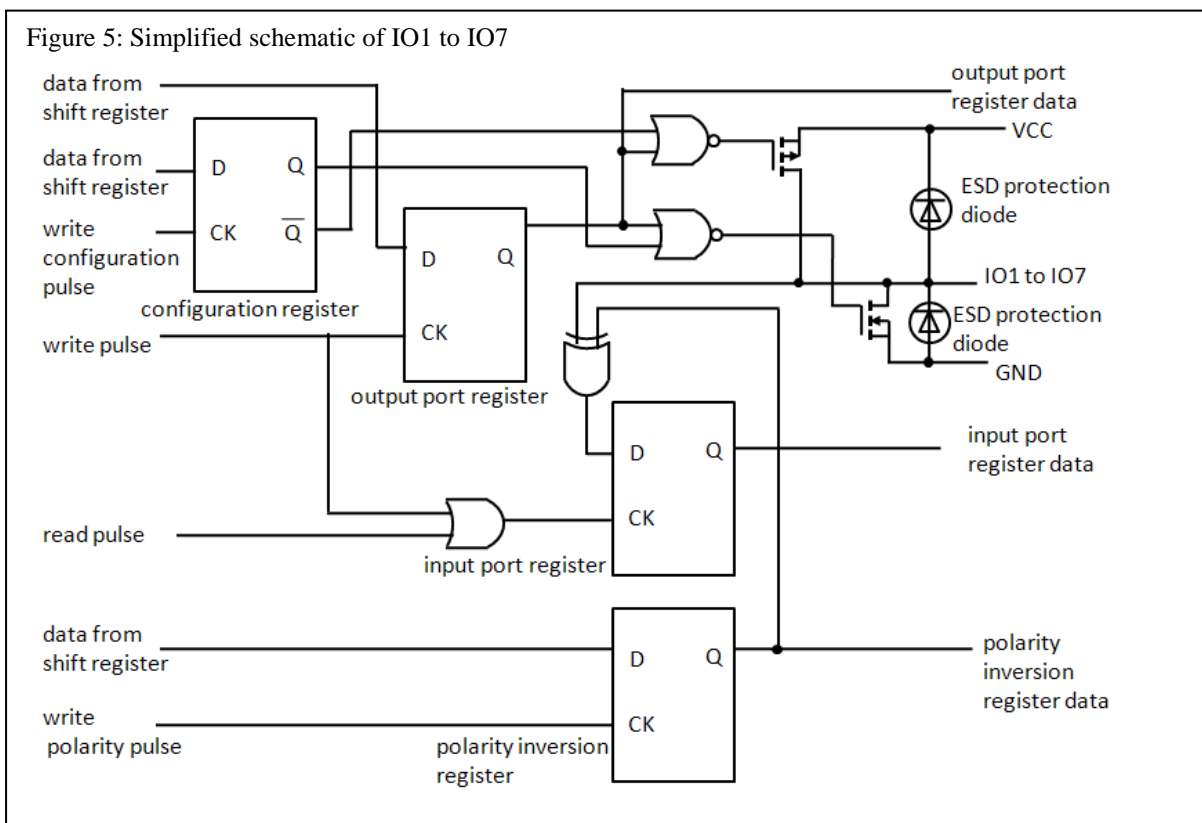 Figure 5: Simplified schematic of IO1 to IO7
data from
shift register
output port
register data
VCC
data from
shift register
D
Q
ESD protection
diode
write
configuration
pulse
CK
Q
configuration register
D
Q
IO1 to IO7
ESD protection
diode
write pulse
CK
GND
output port register
D
Q
input port
register data
read pulse
CK
input port register
data from
shift register
D
Q
polarity
inversion
register data
write
polarity pulse
CK
polarity inversion
register